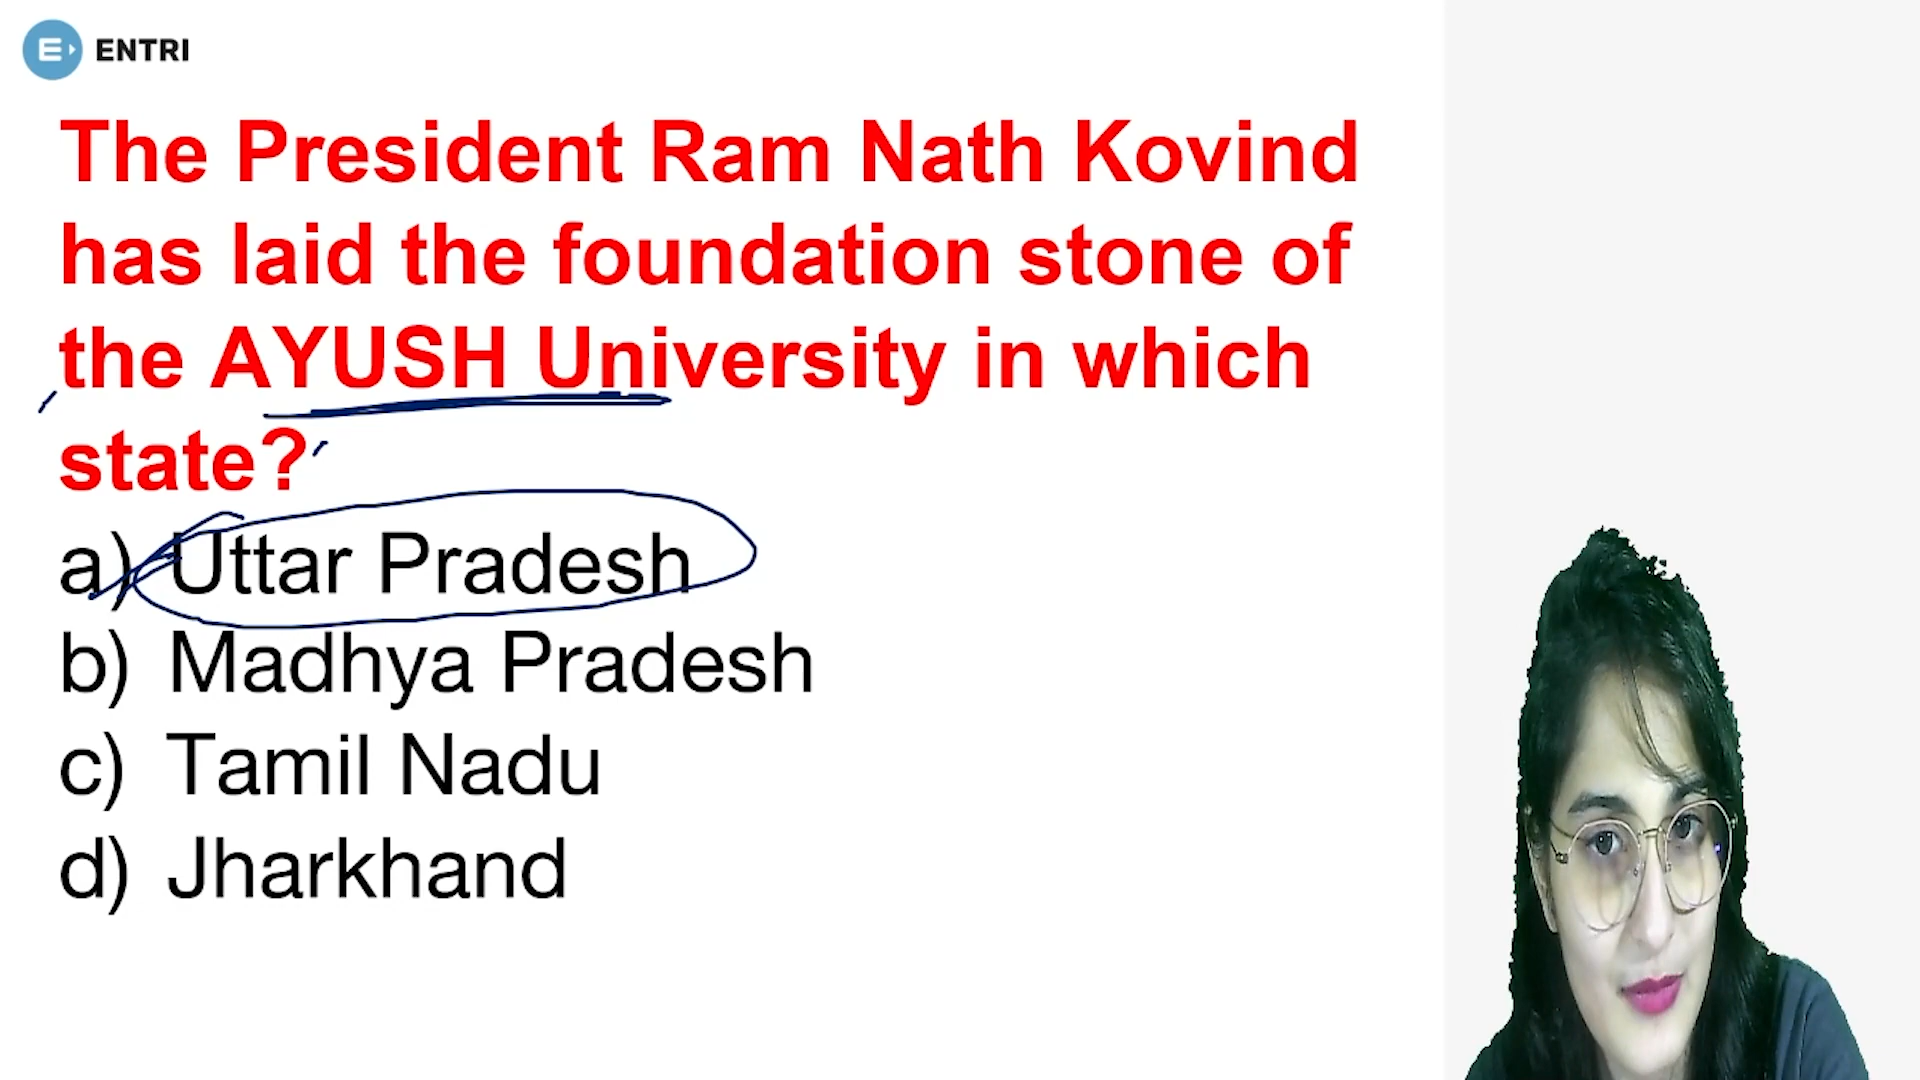 ENTRI
The President Ram Nath Kovind
has laid the foundation stone of
the AYUSH University in which
state?
a) Uttar Pradesh
b) Madhya Pradesh
c) Tamil Nadu
d) Jharkhand